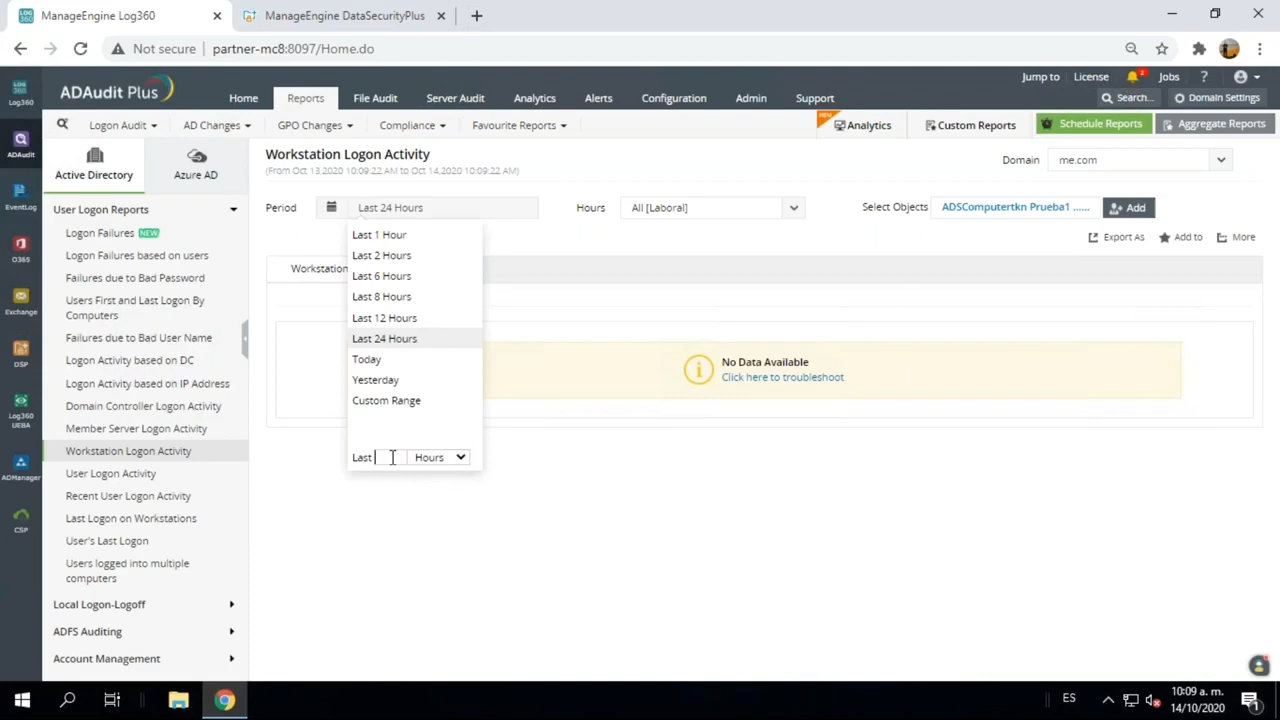 ManageEngine Log360
ManageEngine DataSecurityPlus
Not secure
partner-mc8:8097/Home.do
LOG 360
Log360
ADAudit Plus
Jump to
License
2
Jobs
?
Home
Reports
File Audit
Server Audit
Analytics
Alerts
Configuration
Admin
Support
Search...
Domain Settings
ADAudit
Logon Audit
AD Changes
GPO Changes
Compliance
Favourite Reports
NEW
Analytics
Custom Reports
Schedule Reports
Aggregate Reports
Active Directory
Azure AD
Workstation Logon Activity
(From Oct 13,2020 10:09:22 AM to Oct 14,2020 10:09:22 AM)
Domain
me.com
Period
Last 24 Hours
Hours
All [Laboral]
Select Objects
ADSComputertkn Prueba1 ......
Add
Export As
Add to
More
EventLog
O365
Exchange
DSP
Log360
UEBA
ADManager
CSP
User Logon Reports
Logon Failures NEW
Logon Failures based on users
Failures due to Bad Password
Users First and Last Logon By
Computers
Failures due to Bad User Name
Logon Activity based on DC
Logon Activity based on IP Address
Domain Controller Logon Activity
Member Server Logon Activity
Workstation Logon Activity
User Logon Activity
Recent User Logon Activity
Last Logon on Workstations
User's Last Logon
Users logged into multiple
computers
Local Logon-Logoff
ADFS Auditing
Account Management
Last 1 Hour
Last 2 Hours
Last 6 Hours
Last 8 Hours
Last 12 Hours
Last 24 Hours
Today
Yesterday
Custom Range
Last
Hours
Workstation
No Data Available
Click here to troubleshoot
ES
10:09 a. m.
14/10/2020
1